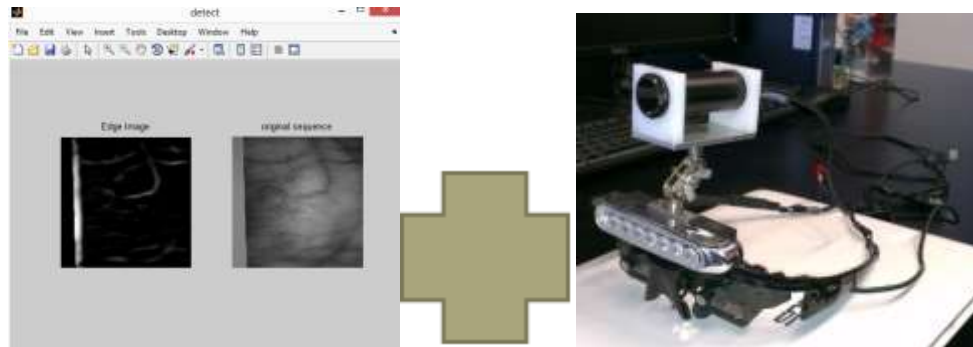 detect
File Edit View Insert Tools Desktop Window Help
Edge Image
original sequence